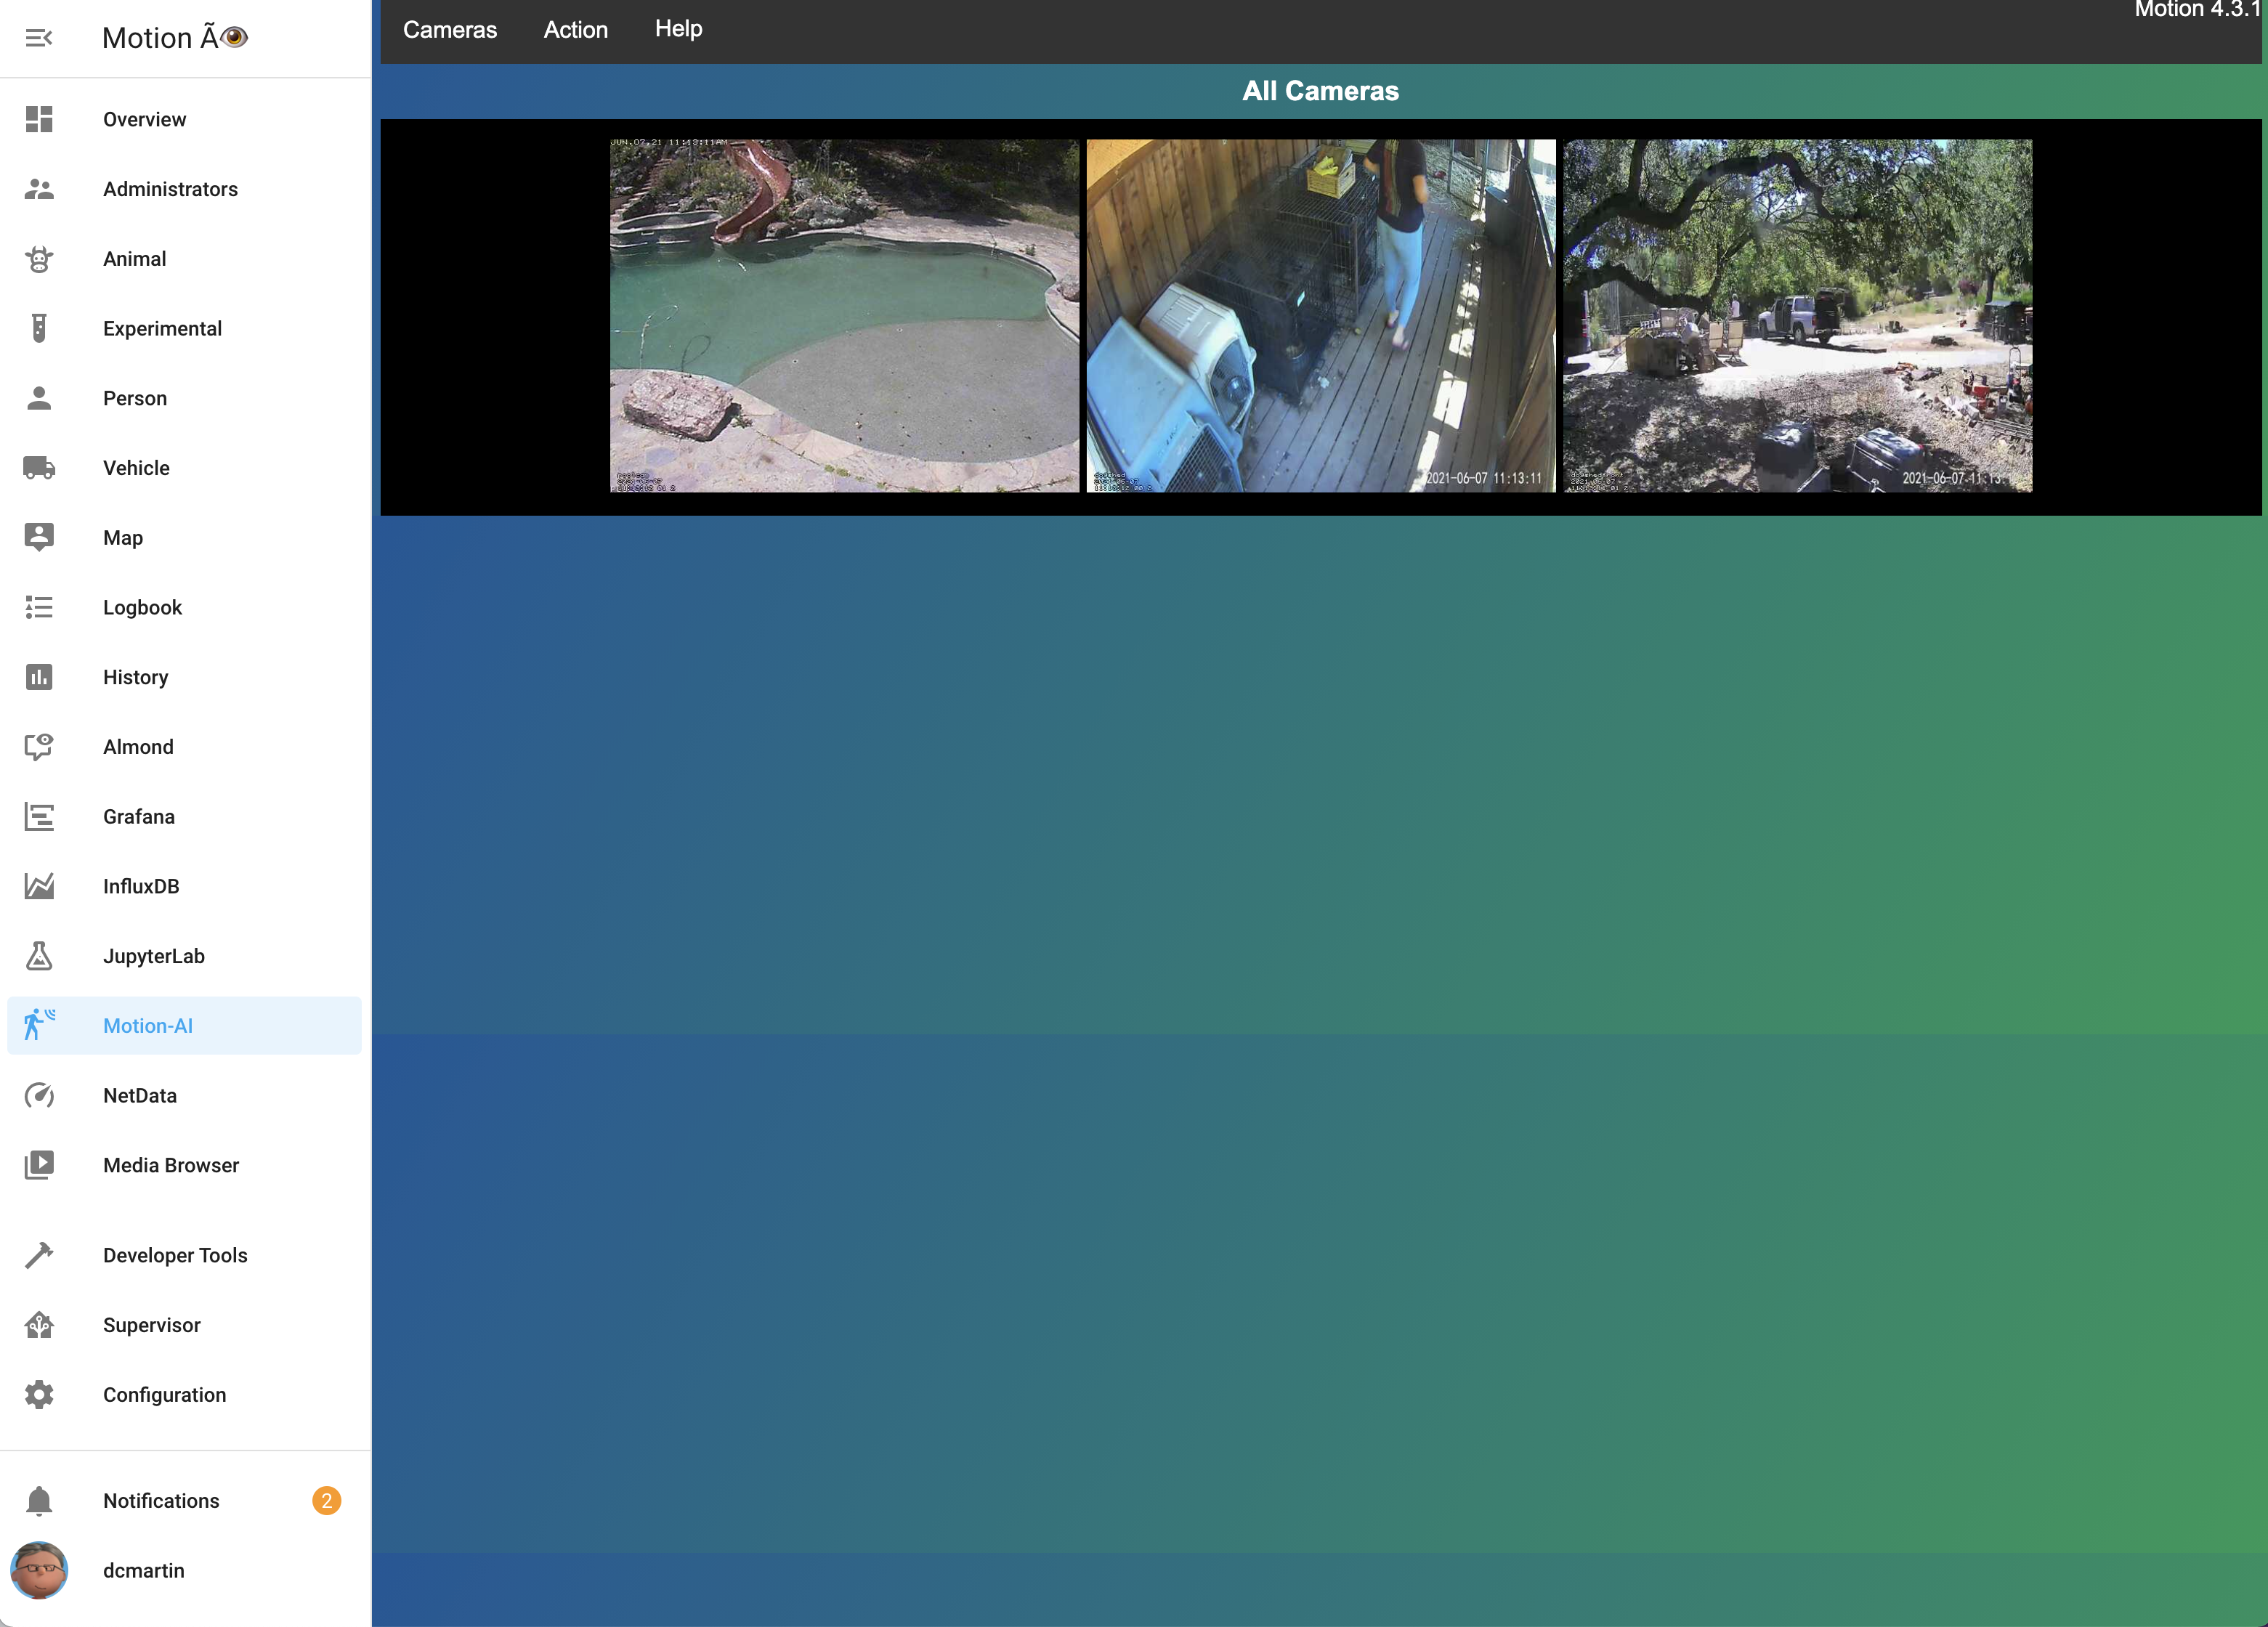 Motion Ã👁
Overview
Administrators
Animal
Experimental
Person
Vehicle
Map
Logbook
History
Almond
Grafana
InfluxDB
JupyterLab
Motion-AI
NetData
Media Browser
Developer Tools
Supervisor
Configuration
Notifications 2
dcmartin
Cameras Action Help
Motion 4.3.1
All Cameras
JUN.07.21 11:13:11AM
2021-06-07 11:13:11
2021-06-07 11:13: